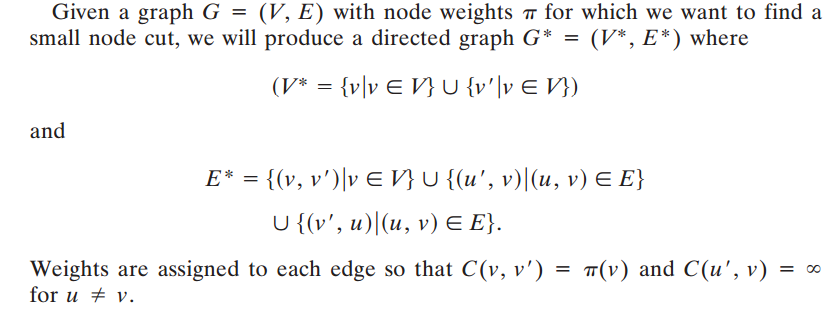 Given a graph G = (V, E) with node weights π for which we want to find a
small node cut, we will produce a directed graph G* = (V*, E*) where
(V* = {v|v ∈ V} ∪ {v′|v ∈ V})
and
E* = {(v, v′)|v ∈ V} ∪ {(u′, v)|(u, v) ∈ E}
∪ {(v′, u)|(u, v) ∈ E}.
Weights are assigned to each edge so that C(v, v′) = π(v) and C(u′, v) = ∞
for u ≠ v.